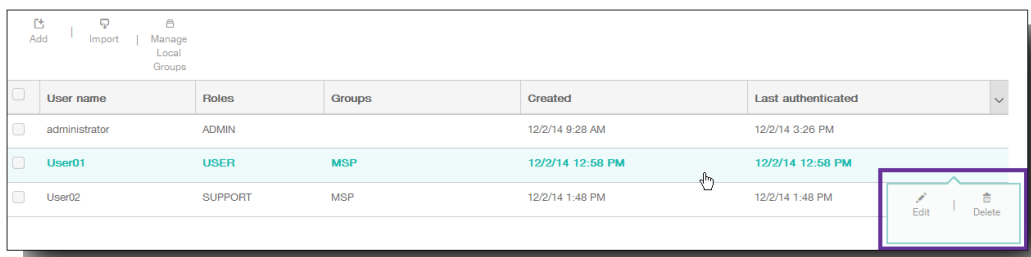 Add | Import | Manage
Local
Groups
User name Roles Groups Created Last authenticated
administrator ADMIN 12/2/14 9:28 AM 12/2/14 3:26 PM
User01 USER MSP 12/2/14 12:58 PM 12/2/14 12:58 PM
User02 SUPPORT MSP 12/2/14 1:48 PM 12/2/14 1:48 PM
Edit | Delete